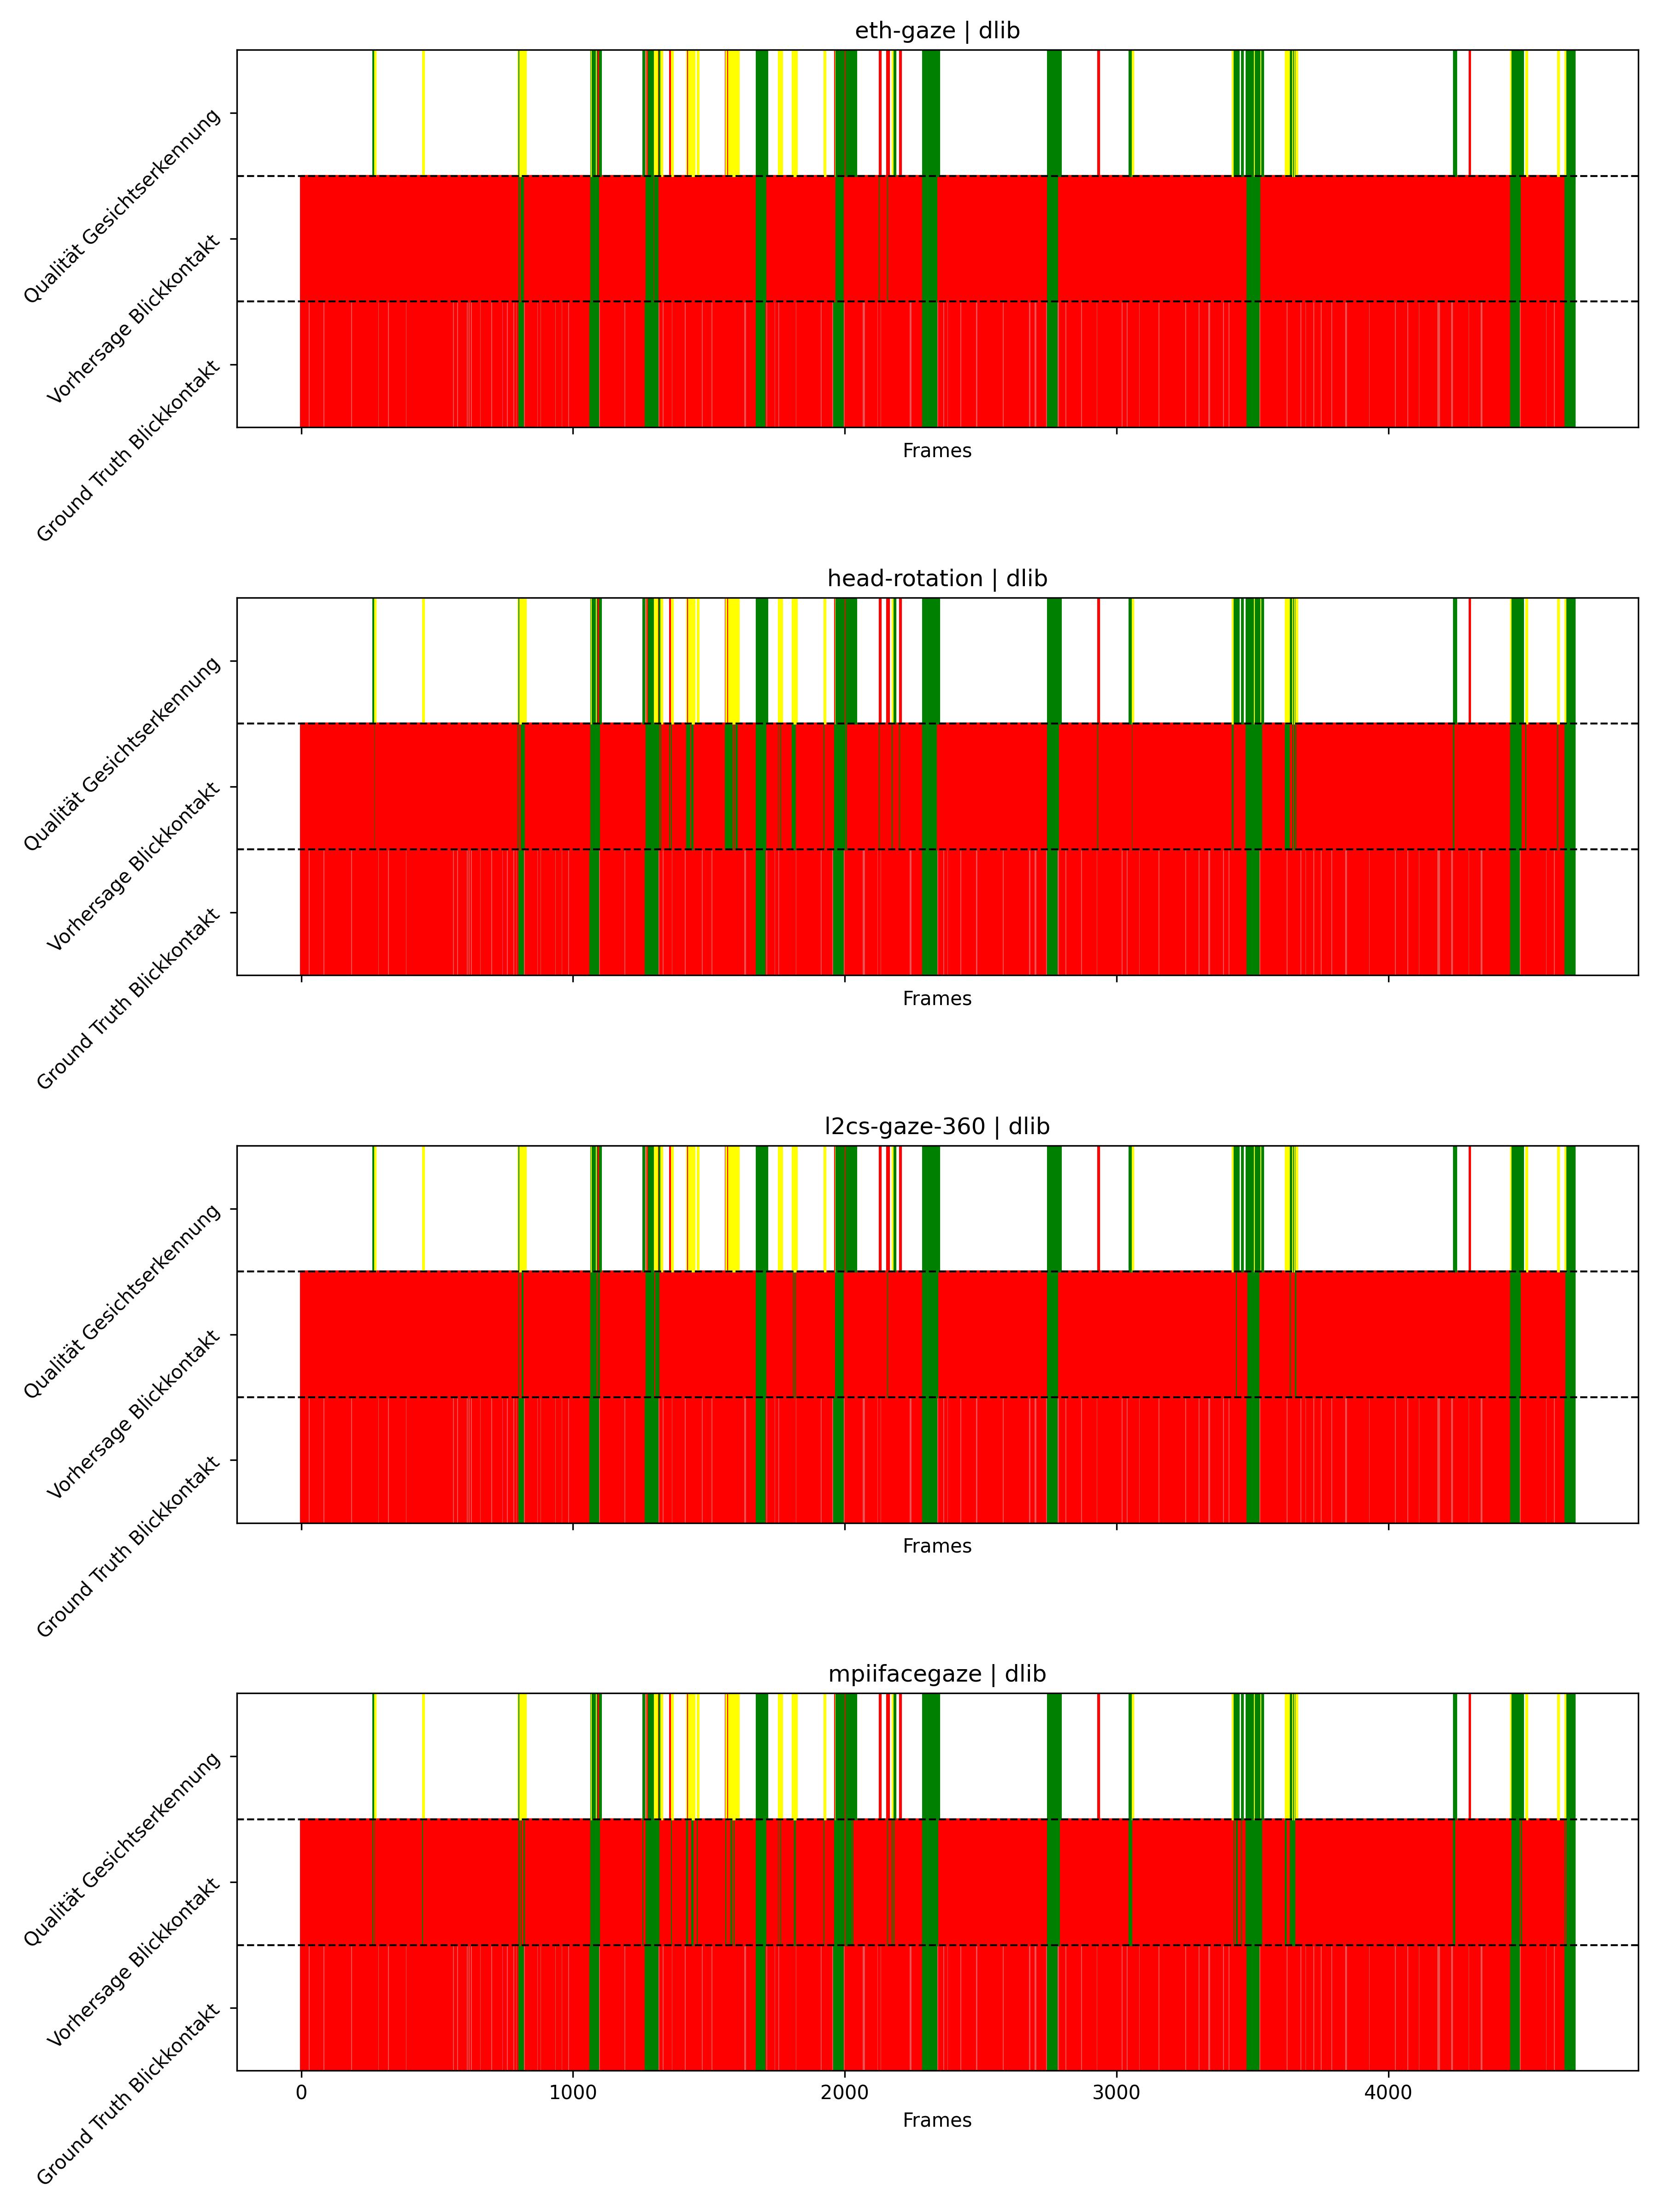 eth-gaze | dlib
Qualität Gesichtserkennung
Vorhersage Blickkontakt
Ground Truth Blickkontakt
Frames
head-rotation | dlib
Qualität Gesichtserkennung
Vorhersage Blickkontakt
Ground Truth Blickkontakt
Frames
l2cs-gaze-360 | dlib
Qualität Gesichtserkennung
Vorhersage Blickkontakt
Ground Truth Blickkontakt
Frames
mpiifacegaze | dlib
Qualität Gesichtserkennung
Vorhersage Blickkontakt
Ground Truth Blickkontakt
0 1000 2000 3000 4000
Frames